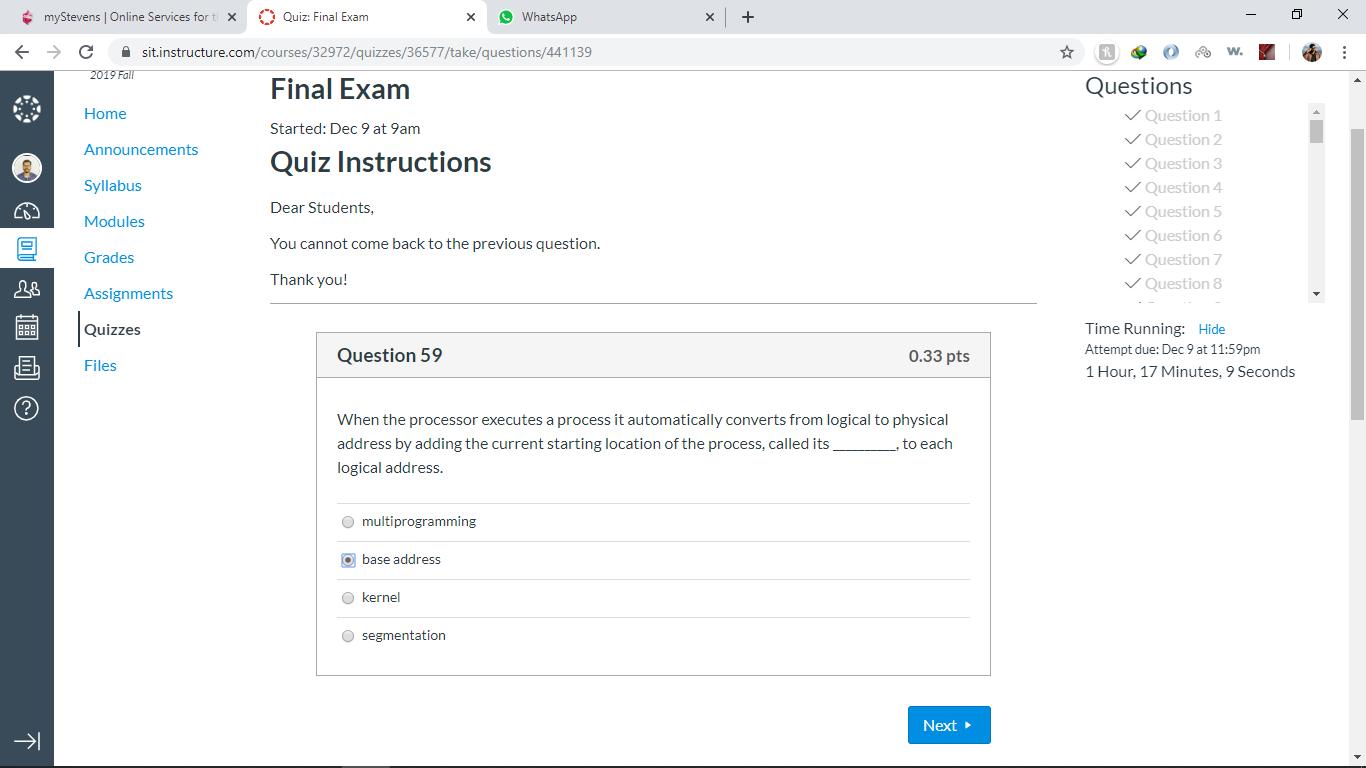 myStevens | Online Services for t
Quiz: Final Exam
WhatsApp
sit.instructure.com/courses/32972/quizzes/36577/take/questions/441139
2019 Fall
Home
Announcements
Syllabus
Modules
Grades
Assignments
Quizzes
Files
Final Exam
Started: Dec 9 at 9am
Quiz Instructions
Dear Students,
You cannot come back to the previous question.
Thank you!
Question 59
0.33 pts
When the processor executes a process it automatically converts from logical to physical
address by adding the current starting location of the process, called its __________, to each
logical address.
multiprogramming
base address
kernel
segmentation
Next
Questions
Question 1
Question 2
Question 3
Question 4
Question 5
Question 6
Question 7
Question 8
Time Running: Hide
Attempt due: Dec 9 at 11:59pm
1 Hour, 17 Minutes, 9 Seconds